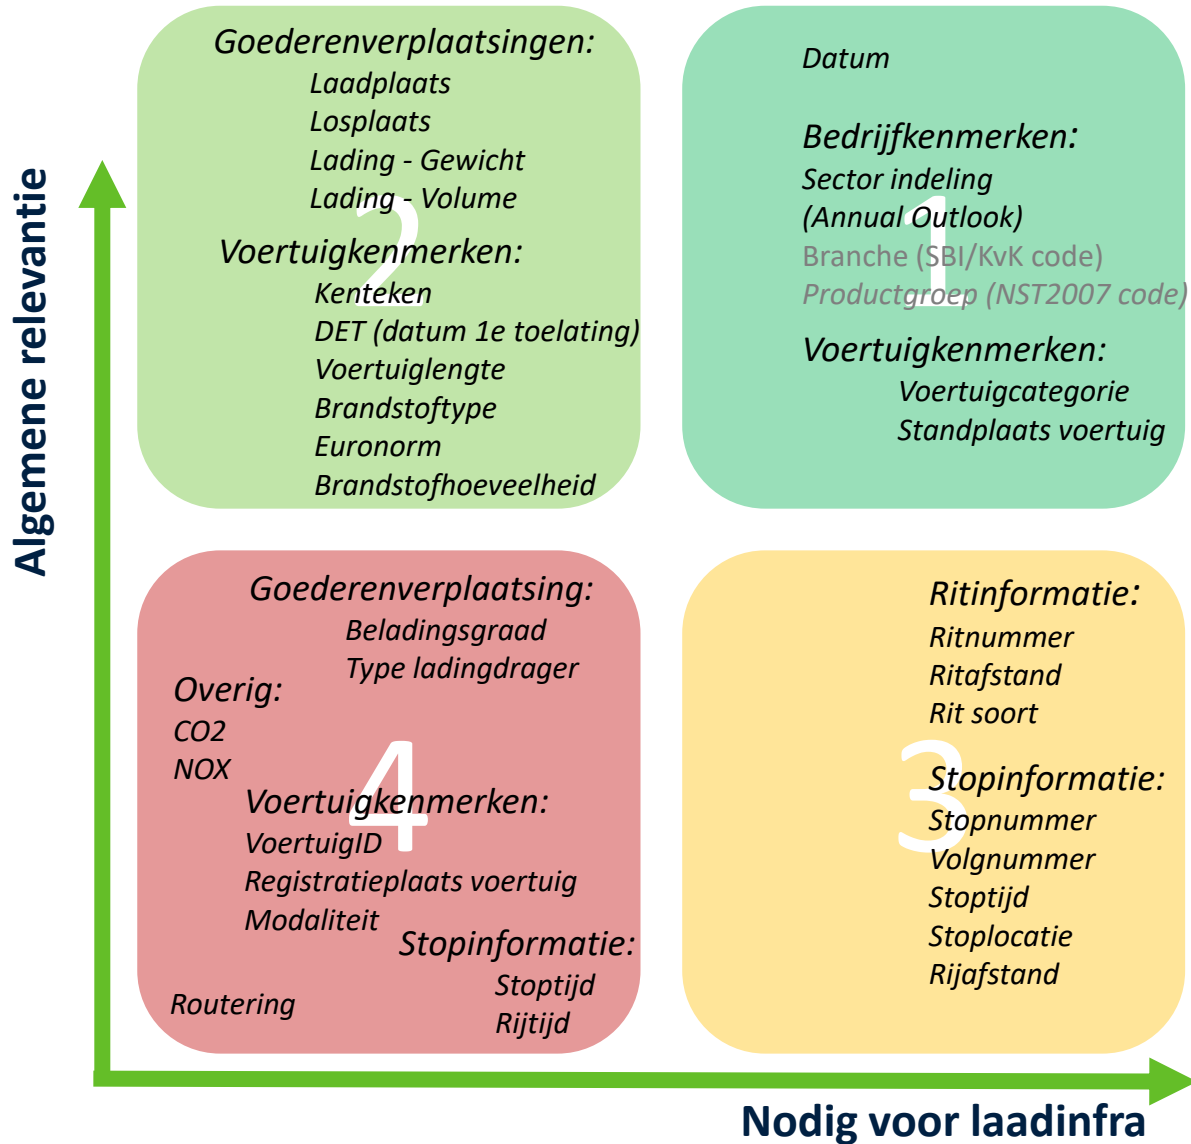 Algemene relevantie
Goederenverplaatsingen:
Laadplaats
Losplaats
Lading - Gewicht
Lading - Volume
2
Voertuigkenmerken:
Kenteken
DET (datum 1e toelating)
Voertuiglengte
Brandstoftype
Euronorm
Brandstofhoeveelheid
Datum
Bedrijfkenmerken:
Sector indeling
(Annual Outlook)
1
Branche (SBI/KvK code)
Productgroep (NST2007 code)
Voertuigkenmerken:
Voertuigcategorie
Standplaats voertuig
Goederenverplaatsing:
Beladingsgraad
Type ladingdrager
Overig:
CO2
NOX
4
Voertuigkenmerken:
VoertuigID
Registratieplaats voertuig
Modaliteit
Stopinformatie:
Stoptijd
Rijtijd
Routering
Ritinformatie:
Ritnummer
Ritafstand
Rit soort
3
Stopinformatie:
Stopnummer
Volgnummer
Stoptijd
Stoplocatie
Rijafstand
Nodig voor laadinfra